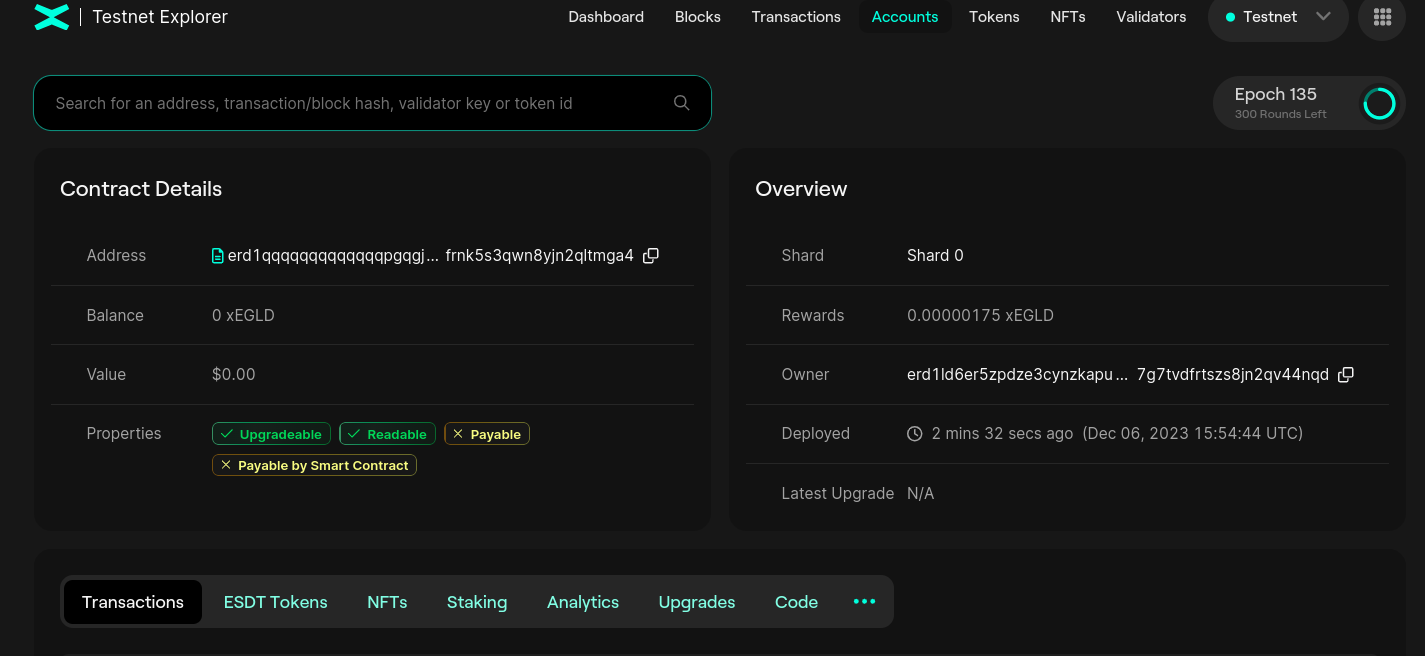 Testnet Explorer
Dashboard Blocks Transactions Accounts Tokens NFTs Validators Testnet
Search for an address, transaction/block hash, validator key or token id
Epoch 135
300 Rounds Left
Contract Details
Address erd1qqqqqqqqqqqqqpgqgj... frnk5s3qwn8yjn2qltmga4
Balance 0 xEGLD
Value $0.00
Properties Upgradeable Readable Payable
Payable by Smart Contract
Overview
Shard Shard 0
Rewards 0.00000175 xEGLD
Owner erd1ld6er5zpdze3cynzkapu... 7g7tvdfrtszs8jn2qv44nqd
Deployed 2 mins 32 secs ago (Dec 06, 2023 15:54:44 UTC)
Latest Upgrade N/A
Transactions ESDT Tokens NFTs Staking Analytics Upgrades Code